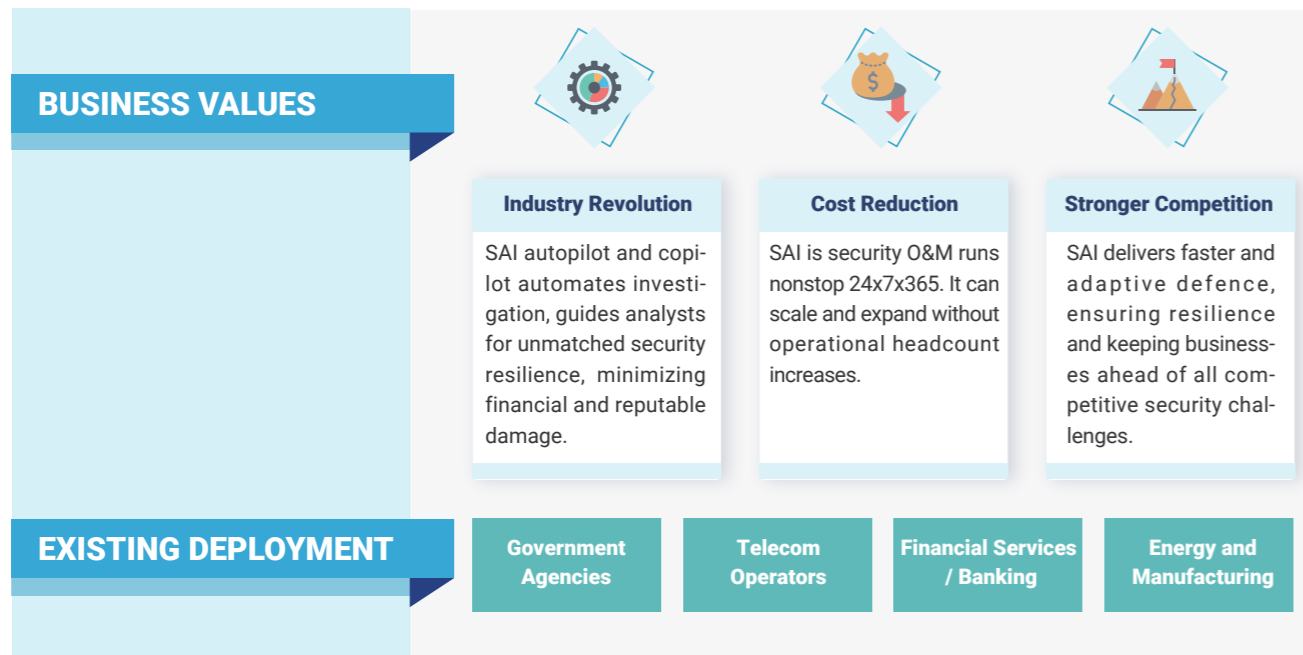 BUSINESS VALUES
$
Industry Revolution
SAI autopilot and copi-
lot automates investi-
gation, guides analysts
for unmatched security
resilience, minimizing
financial and reputable
damage.
Cost Reduction
SAI is security O&M runs
nonstop 24x7x365. It can
scale and expand without
operational headcount
increases.
Stronger Competition
SAI delivers faster and
adaptive defence,
ensuring resilience
and keeping business-
es ahead of all com-
petitive security chal-
lenges.
EXISTING DEPLOYMENT
Government
Agencies
Telecom
Operators
Financial Services
/ Banking
Energy and
Manufacturing